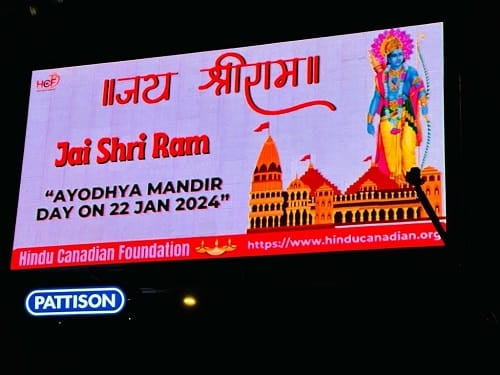 HCF
॥जय श्रीराम॥
Jai Shri Ram
"AYODHYA MANDIR
DAY ON 22 JAN 2024"
Hindu Canadian Foundation
https://www.hinducanadian.org
PATTISON